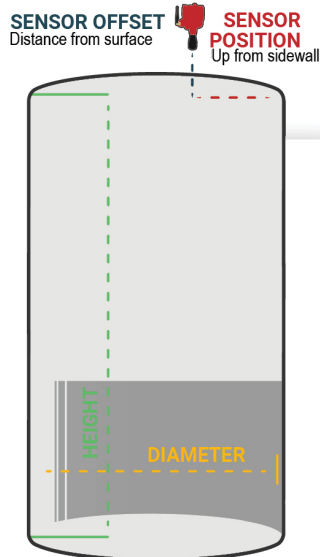 SENSOR OFFSET
Distance from surface
SENSOR
POSITION
Up from sidewall
HEIGHT
DIAMETER